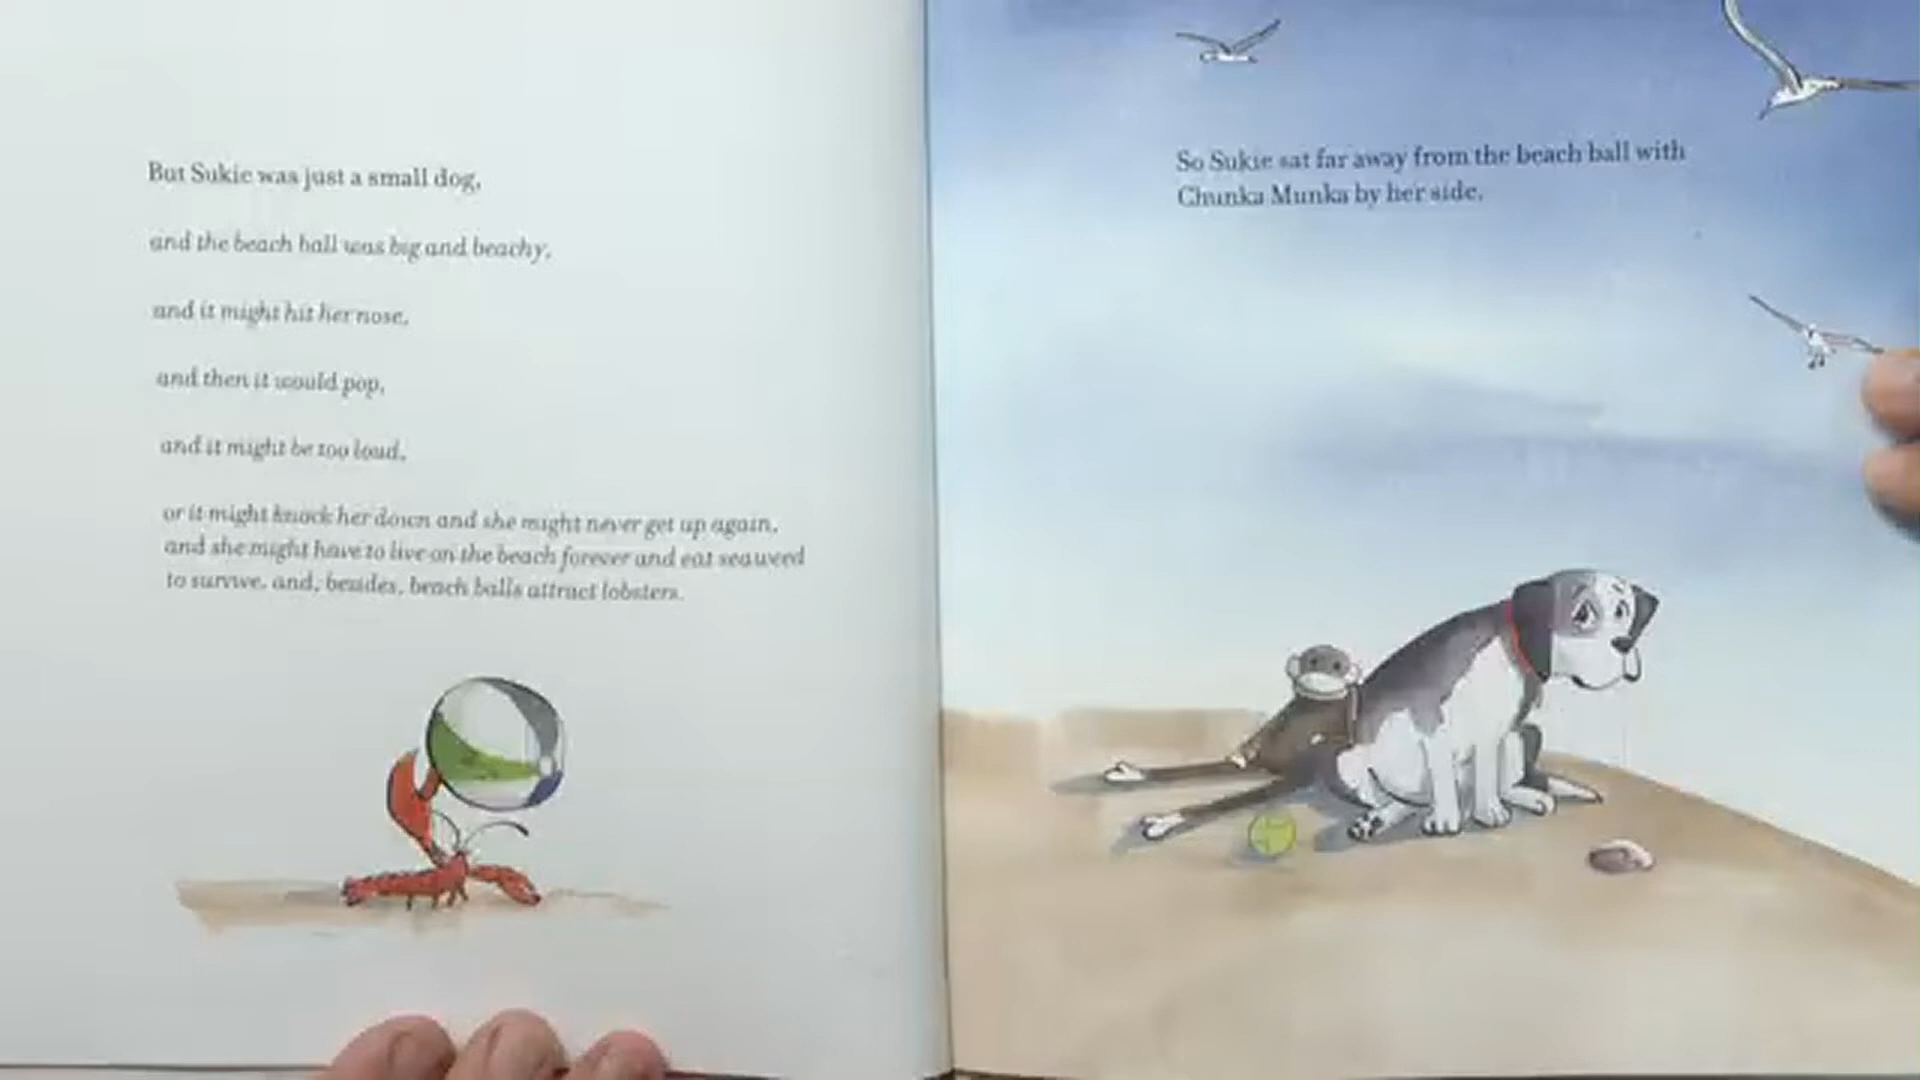 But Sukie was just a small dog,
and the beach ball was big and beachy,
and it might hit her nose,
and then it would pop,
and it might be too loud,
or it might knock her down and she might never get up again,
and she might have to live on the beach forever and eat seaweed
to survive, and, besides, beach balls attract lobsters.
So Sukie sat far away from the beach ball with
Chunka Munka by her side.